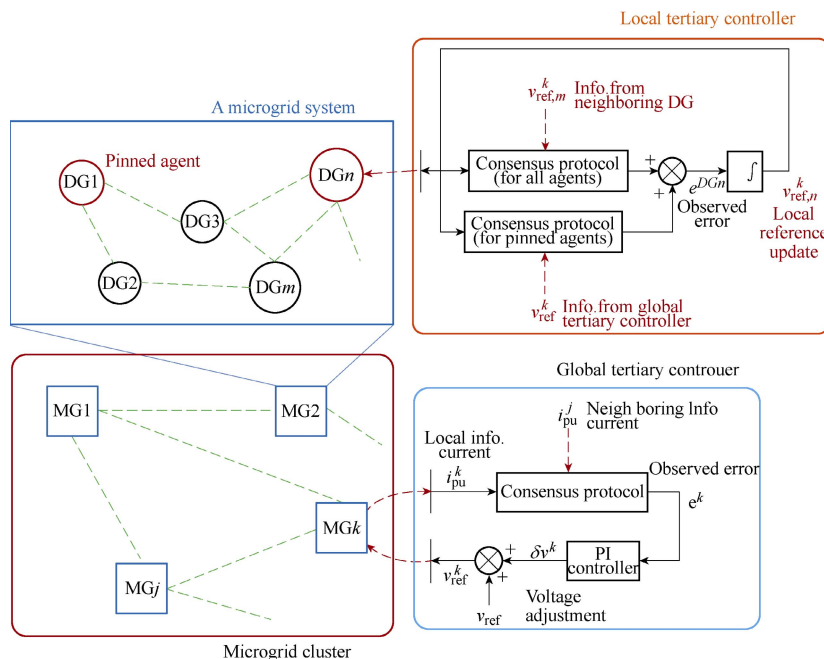 Local tertiary controller
A microgrid system
Pinned agent
DG1
DGn
DG3
DG2
DGm
v^k_ref,m Info.from
neighboring DG
Consensus protocol
(for all agents)
+
+
e^DGn
Observed
error
∫
v^k_ref,n
Local
reference
update
Consensus protocol
(for pinned agents)
v^k_ref Info.from global
tertiary controller
MG1
MG2
MGk
MGj
Microgrid cluster
Global tertiary controuer
i^j_pu Neigh boring lnfo
current
Local info.
current
i^k_pu
Consensus protocol
Observed error
e^k
PI
controller
δv^k
+
+
v^k_ref
v_ref
Voltage
adjustment